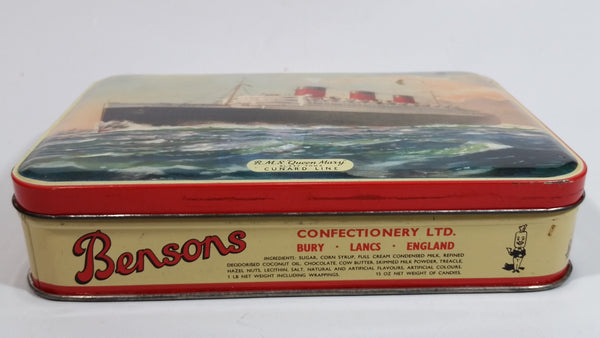 R.M.S. Queen Mary
CUNARD LINE
Bensons
CONFECTIONERY LTD.
BURY · LANCS · ENGLAND
INGREDIENTS: SUGAR, CORN SYRUP, FULL CREAM CONDENSED MILK, REFINED
DEODORISED COCONUT OIL, CHOCOLATE, COW BUTTER, SKIMMED MILK POWDER, TREACLE,
HAZEL NUTS, LECITHIN, SALT, NATURAL AND ARTIFICIAL FLAVOURS, ARTIFICIAL COLOURS.
1 LB WEIGHT INCLUDING WRAPPINGS. 15 OZ NET WEIGHT OF CANDIES.